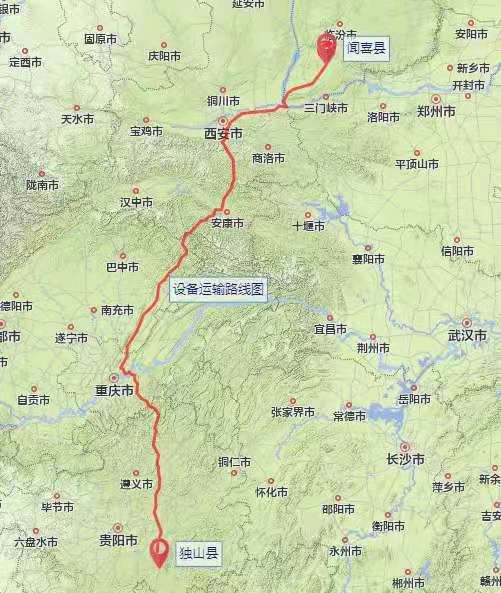 延安市
临汾市
安阳市
固原市
庆阳市
闻喜县
定西市
新乡市
铜川市
三门峡市
开封市
天水市
宝鸡市
西安市
洛阳市
郑州市
商洛市
平顶山市
陇南市
汉中市
安康市
十堰市
信阳市
襄阳市
巴中市
设备运输路线图
德阳市
南充市
宜昌市
武汉市
都市
遂宁市
荆州市
重庆市
自贡市
岳阳市
张家界市
常德市
铜仁市
长沙市
遵义市
怀化市
萍乡市
新余
毕节市
邵阳市
衡阳市
吉安
六盘水市
贵阳市
独山县
永州市
郴州市
赣州